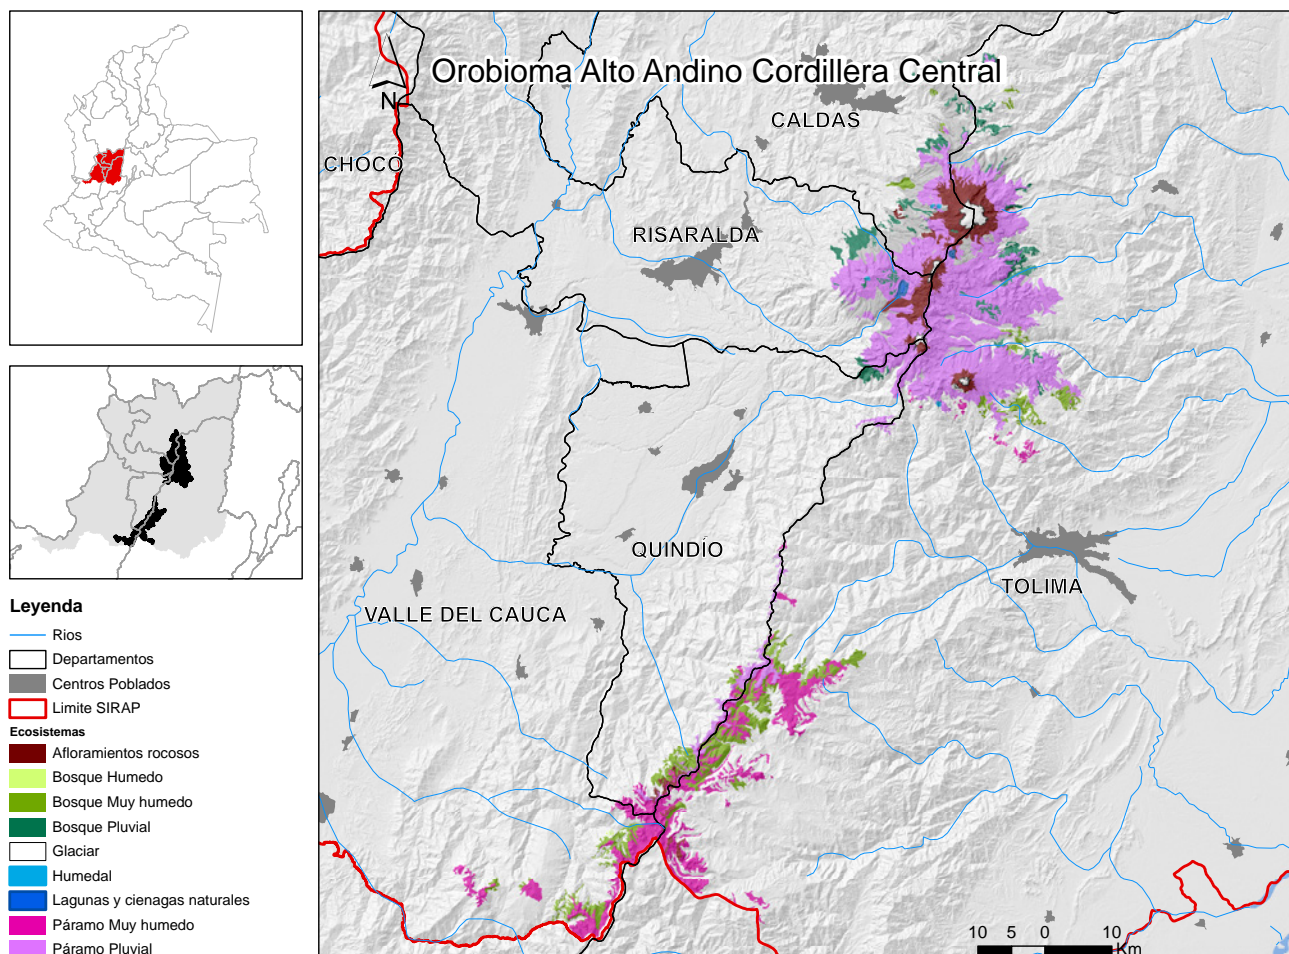 Orobioma Alto Andino Cordillera Central
N
CALDAS
CHOCÓ
RISARALDA
QUINDÍO
TOLIMA
VALLE DEL CAUCA
Leyenda
Rios
Departamentos
Centros Poblados
Limite SIRAP
Ecosistemas
Afloramientos rocosos
Bosque Humedo
Bosque Muy humedo
Bosque Pluvial
Glaciar
Humedal
Lagunas y cienagas naturales
Páramo Muy humedo
Páramo Pluvial
10 5 0 10
Km